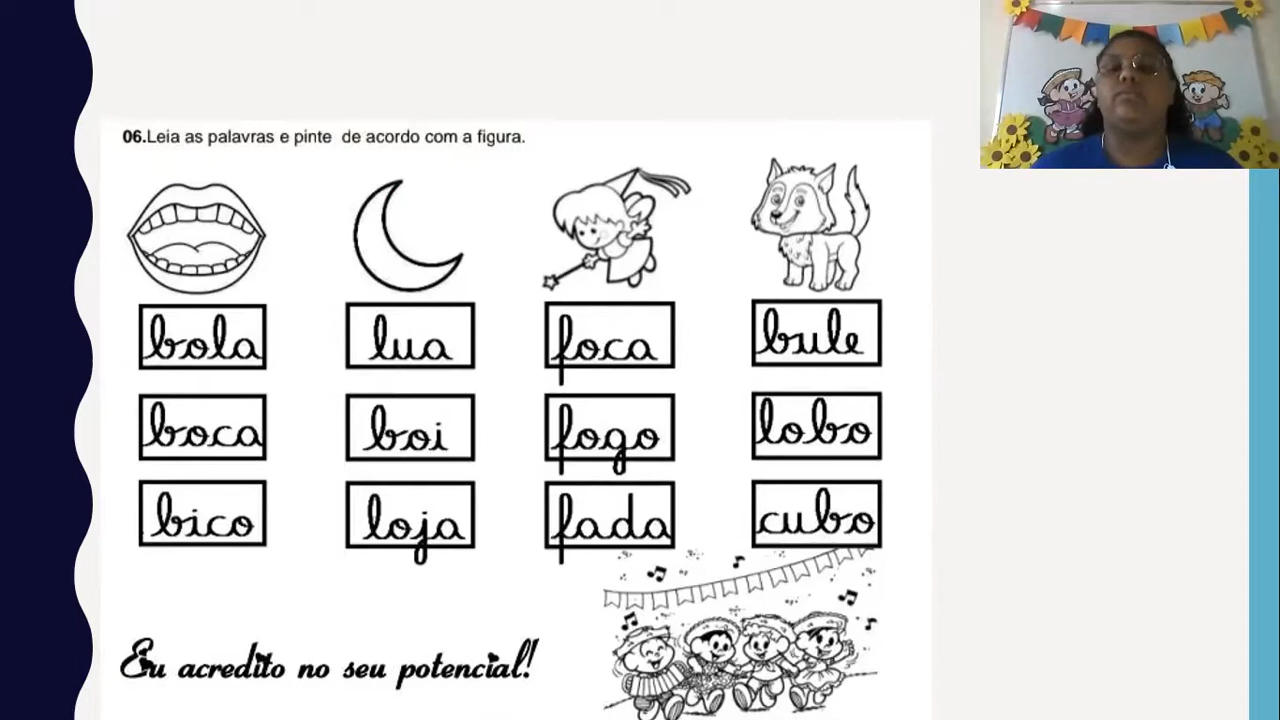 06.Leia as palavras e pinte de acordo com a figura.
bola lua foca bule
boca boi fogo lobo
bico loja fada cubo
Eu acredito no seu potencial!